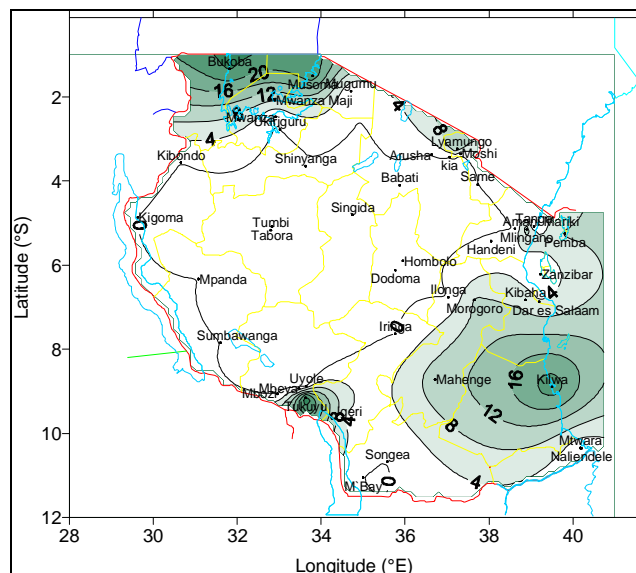 Bukoba
20
Musoma
Mugumu
16
12
Mwanza Maji
2
4
Mwanza
Ukiriguru
4
Lyamungo
Kibondo
Shinyanga
Arusha
Moshi
kia
4
Babati
Same
Kigoma
0
Singida
Tanga
Amani
Mariki
Tumbi
Tabora
Mlingano
Handeni
Pemba
6
Hombolo
Dodoma
Zanzibar
Mpanda
Ilonga
Kibaha
4
Morogoro
Dar es Salaam
0
Iringa
8
Sumbawanga
Uyole
Mbeya
Mbozi
Tukuyu
Mahenge
16
Kilwa
12
8
4
8
10
Songea
Mtwara
Naliendele
M`Bay
0
4
12
28
30
32
34
36
38
40
Latitude (°S)
Longitude (°E)